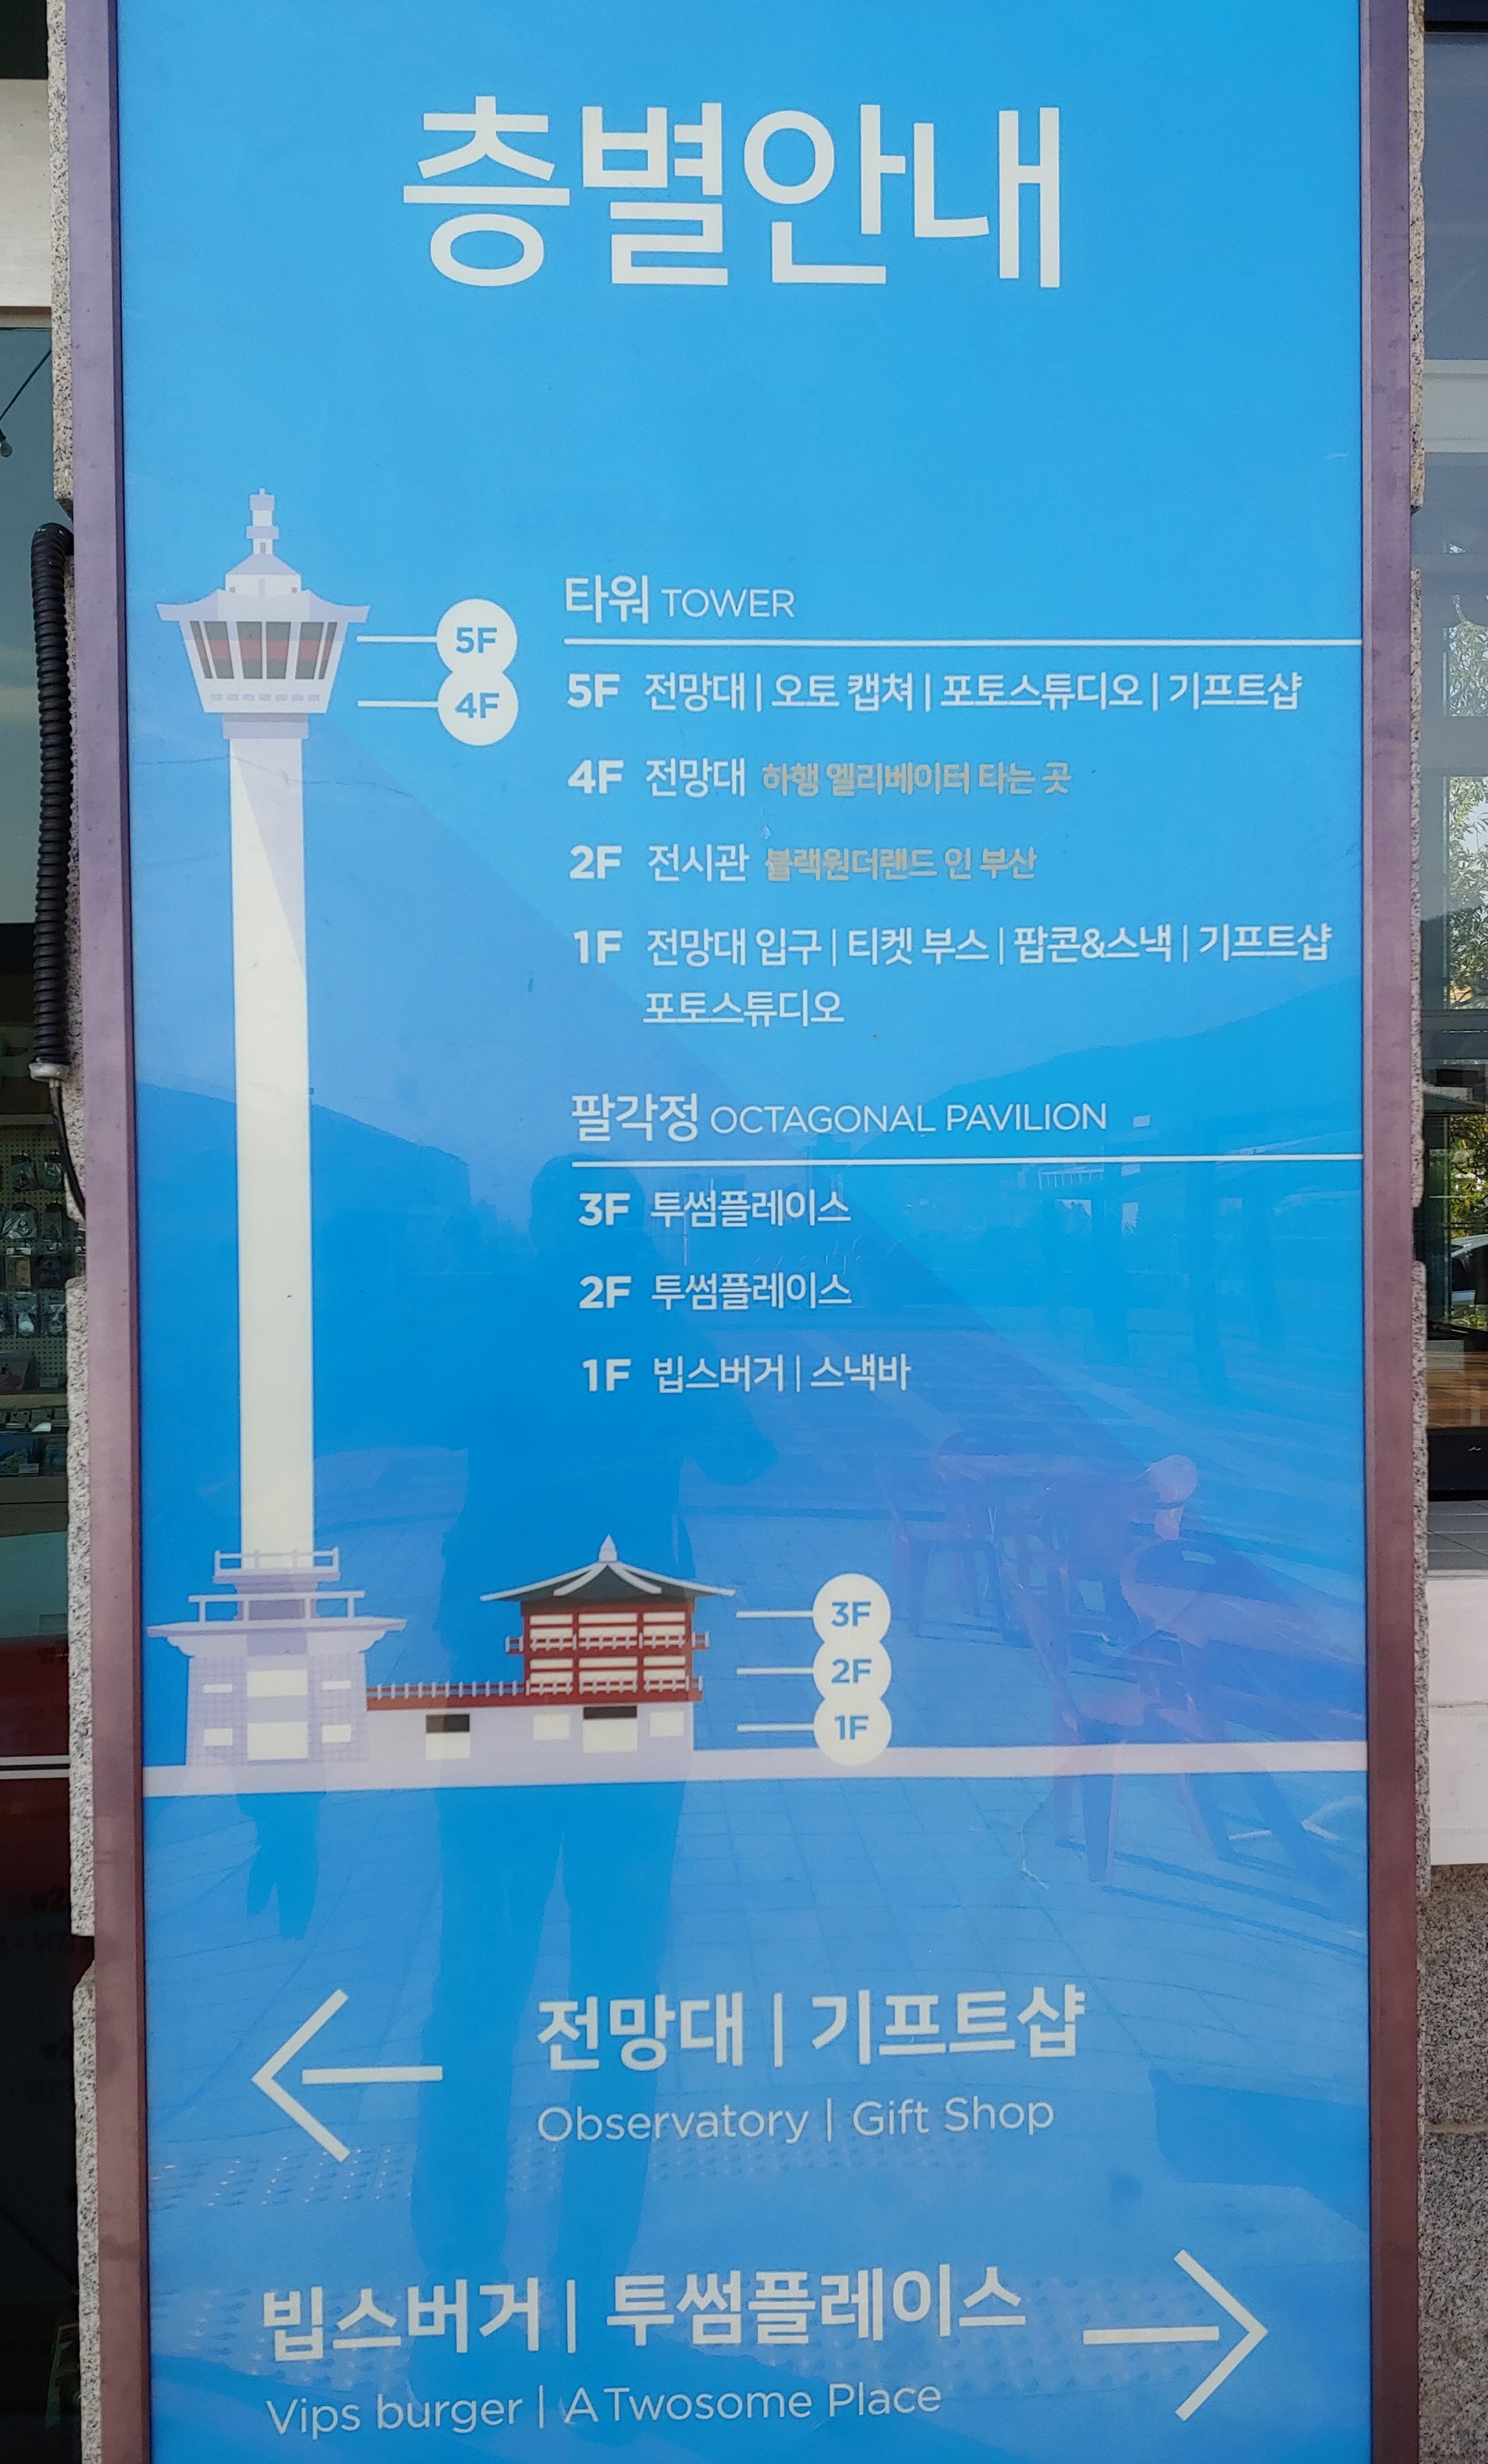 층별안내
타워 TOWER
5F
5F 전망대 | 오토 캡쳐 | 포토스튜디오 | 기프트샵
4F
4F 전망대 하행 엘리베이터 타는 곳
2F 전시관 블랙원더랜드 인 부산
1F 전망대 입구 | 티켓 부스 | 팝콘&스낵 | 기프트샵
포토스튜디오
팔각정 OCTAGONAL PAVILION
3F 투썸플레이스
2F 투썸플레이스
1F 빕스버거 | 스낵바
3F
2F
1F
전망대 | 기프트샵
Observatory | Gift Shop
빕스버거 | 투썸플레이스
Vips burger | A Twosome Place